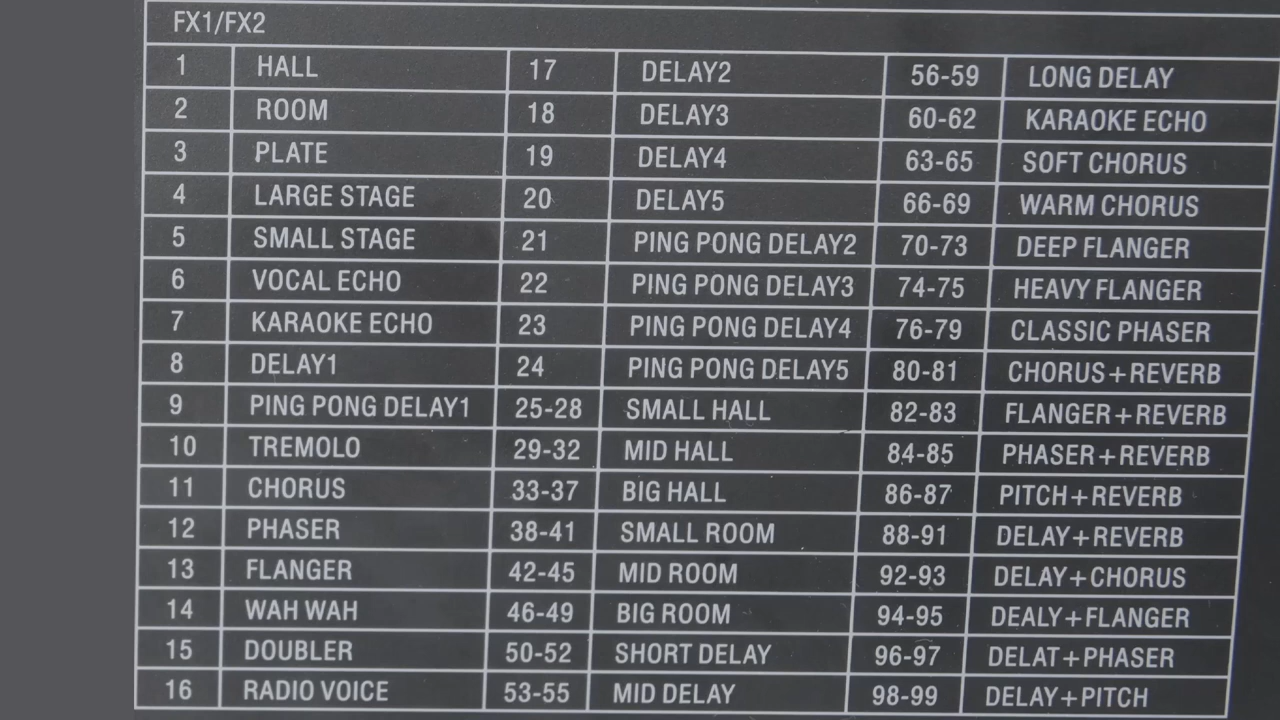 FX1/FX2
1 HALL 17 DELAY2 56-59 LONG DELAY
2 ROOM 18 DELAY3 60-62 KARAOKE ECHO
3 PLATE 19 DELAY4 63-65 SOFT CHORUS
4 LARGE STAGE 20 DELAY5 66-69 WARM CHORUS
5 SMALL STAGE 21 PING PONG DELAY2 70-73 DEEP FLANGER
6 VOCAL ECHO 22 PING PONG DELAY3 74-75 HEAVY FLANGER
7 KARAOKE ECHO 23 PING PONG DELAY4 76-79 CLASSIC PHASER
8 DELAY1 24 PING PONG DELAY5 80-81 CHORUS+REVERB
9 PING PONG DELAY1 25-28 SMALL HALL 82-83 FLANGER+REVERB
10 TREMOLO 29-32 MID HALL 84-85 PHASER+REVERB
11 CHORUS 33-37 BIG HALL 86-87 PITCH+REVERB
12 PHASER 38-41 SMALL ROOM 88-91 DELAY+REVERB
13 FLANGER 42-45 MID ROOM 92-93 DELAY+CHORUS
14 WAH WAH 46-49 BIG ROOM 94-95 DEALY+FLANGER
15 DOUBLER 50-52 SHORT DELAY 96-97 DELAT+PHASER
16 RADIO VOICE 53-55 MID DELAY 98-99 DELAY+PITCH